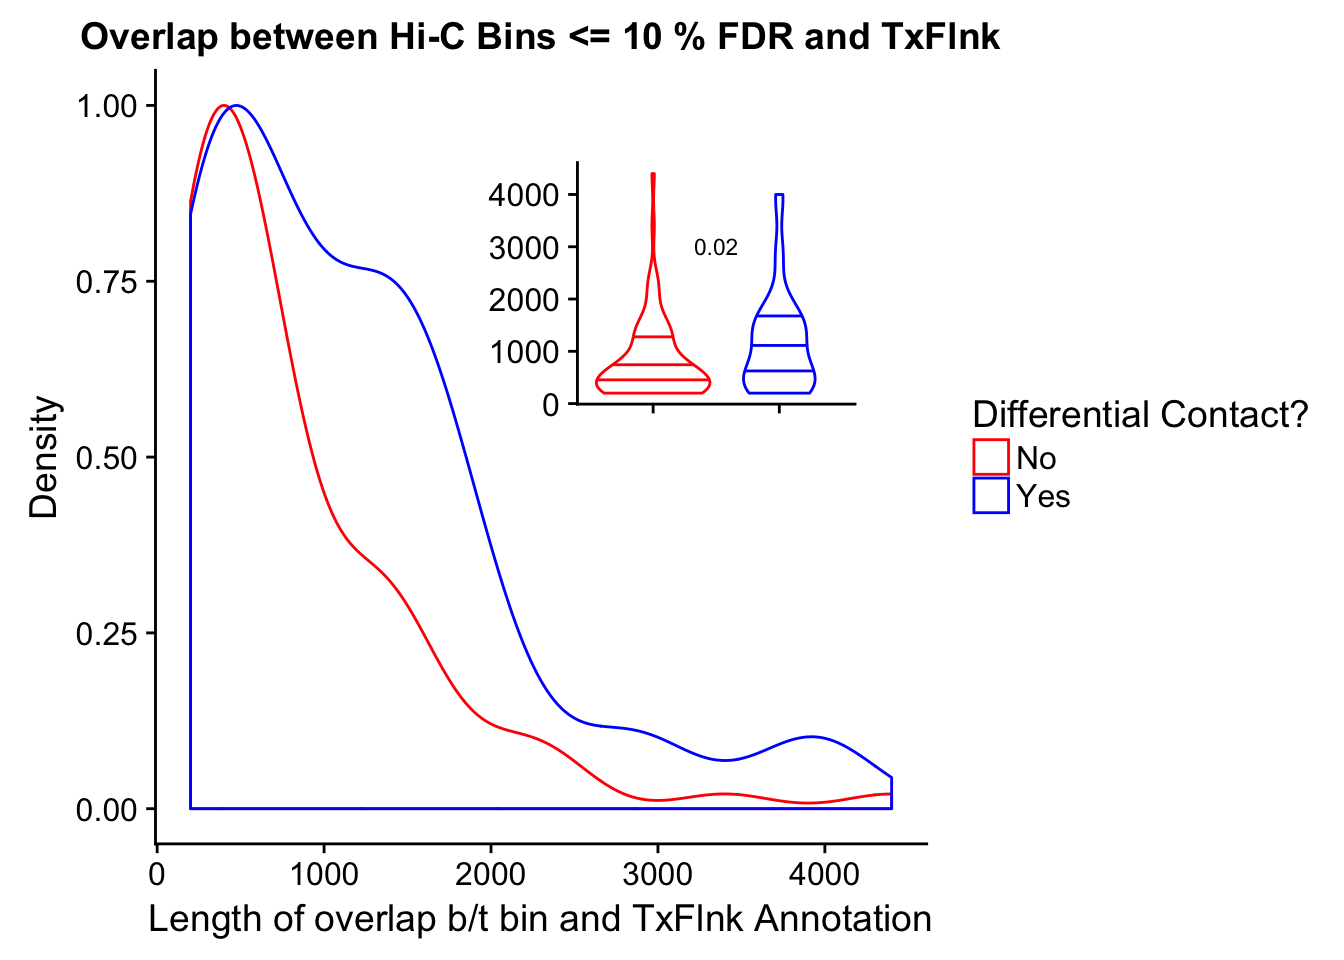 Overlap between Hi-C Bins <= 10 % FDR and TxFlnk
1.00
0.75
0.50
0.25
0.00
Density
4000
3000
2000
1000
0
0.02
Differential Contact?
No
Yes
0 1000 2000 3000 4000
Length of overlap b/t bin and TxFlnk Annotation